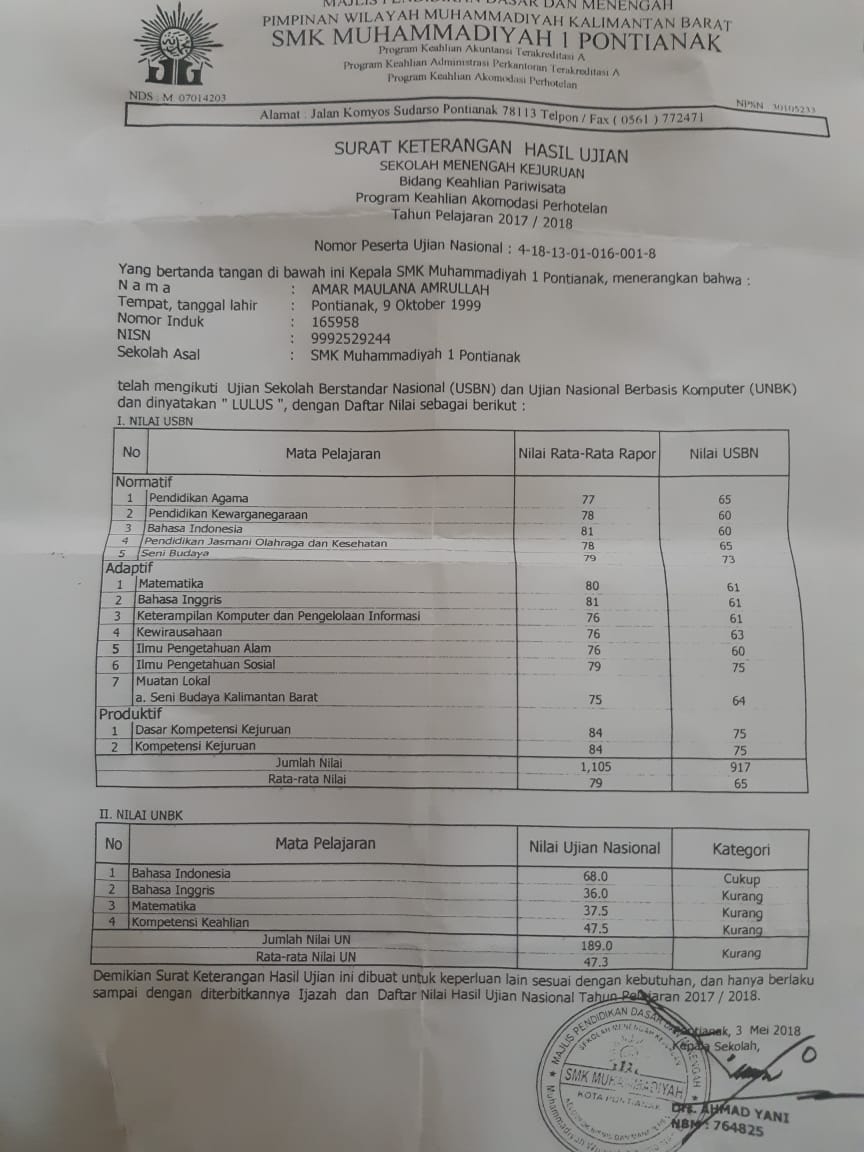 MAJLIS PENDIDIKAN DASAR DAN MENENGAH
PIMPINAN WILAYAH MUHAMMADIYAH KALIMANTAN BARAT
SMK MUHAMMADIYAH 1 PONTIANAK
Program Keahlian Akuntansi Terakreditasi A
Program Keahlian Administrasi Perkantoran Terakreditasi A
Program Keahlian Akomodasi Perhotelan
NDS : M 07014203
NPSN : 30105233
Alamat : Jalan Komyos Sudarso Pontianak 78113 Telpon / Fax ( 0561 ) 772471
SURAT KETERANGAN HASIL UJIAN
SEKOLAH MENENGAH KEJURUAN
Bidang Keahlian Pariwisata
Program Keahlian Akomodasi Perhotelan
Tahun Pelajaran 2017 / 2018
Nomor Peserta Ujian Nasional : 4-18-13-01-016-001-8
Yang bertanda tangan di bawah ini Kepala SMK Muhammadiyah 1 Pontianak, menerangkan bahwa :
N a m a : AMAR MAULANA AMRULLAH
Tempat, tanggal lahir : Pontianak, 9 Oktober 1999
Nomor Induk : 165958
NISN : 9992529244
Sekolah Asal : SMK Muhammadiyah 1 Pontianak
telah mengikuti Ujian Sekolah Berstandar Nasional (USBN) dan Ujian Nasional Berbasis Komputer (UNBK)
dan dinyatakan " LULUS ", dengan Daftar Nilai sebagai berikut :
I. NILAI USBN
No Mata Pelajaran Nilai Rata-Rata Rapor Nilai USBN
Normatif
1 Pendidikan Agama 77 65
2 Pendidikan Kewarganegaraan 78 60
3 Bahasa Indonesia 81 60
4 Pendidikan Jasmani Olahraga dan Kesehatan 78 65
5 Seni Budaya 79 73
Adaptif
1 Matematika 80 61
2 Bahasa Inggris 81 61
3 Keterampilan Komputer dan Pengelolaan Informasi 76 61
4 Kewirausahaan 76 63
5 Ilmu Pengetahuan Alam 76 60
6 Ilmu Pengetahuan Sosial 79 75
7 Muatan Lokal
a. Seni Budaya Kalimantan Barat 75 64
Produktif
1 Dasar Kompetensi Kejuruan 84 75
2 Kompetensi Kejuruan 84 75
Jumlah Nilai 1,105 917
Rata-rata Nilai 79 65
II. NILAI UNBK
No Mata Pelajaran Nilai Ujian Nasional Kategori
1 Bahasa Indonesia 68.0 Cukup
2 Bahasa Inggris 36.0 Kurang
3 Matematika 37.5 Kurang
4 Kompetensi Keahlian 47.5 Kurang
Jumlah Nilai UN 189.0
Rata-rata Nilai UN 47.3 Kurang
Demikian Surat Keterangan Hasil Ujian ini dibuat untuk keperluan lain sesuai dengan kebutuhan, dan hanya berlaku
sampai dengan diterbitkannya Ijazah dan Daftar Nilai Hasil Ujian Nasional Tahun Pelajaran 2017 / 2018.
Pontianak, 3 Mei 2018
Kepala Sekolah,
MAJLIS PENDIDIKAN DASAR
SMK MUHAMMADIYAH
KOTA PONTIANAK
Drs. AHMAD YANI
NBM : 764825